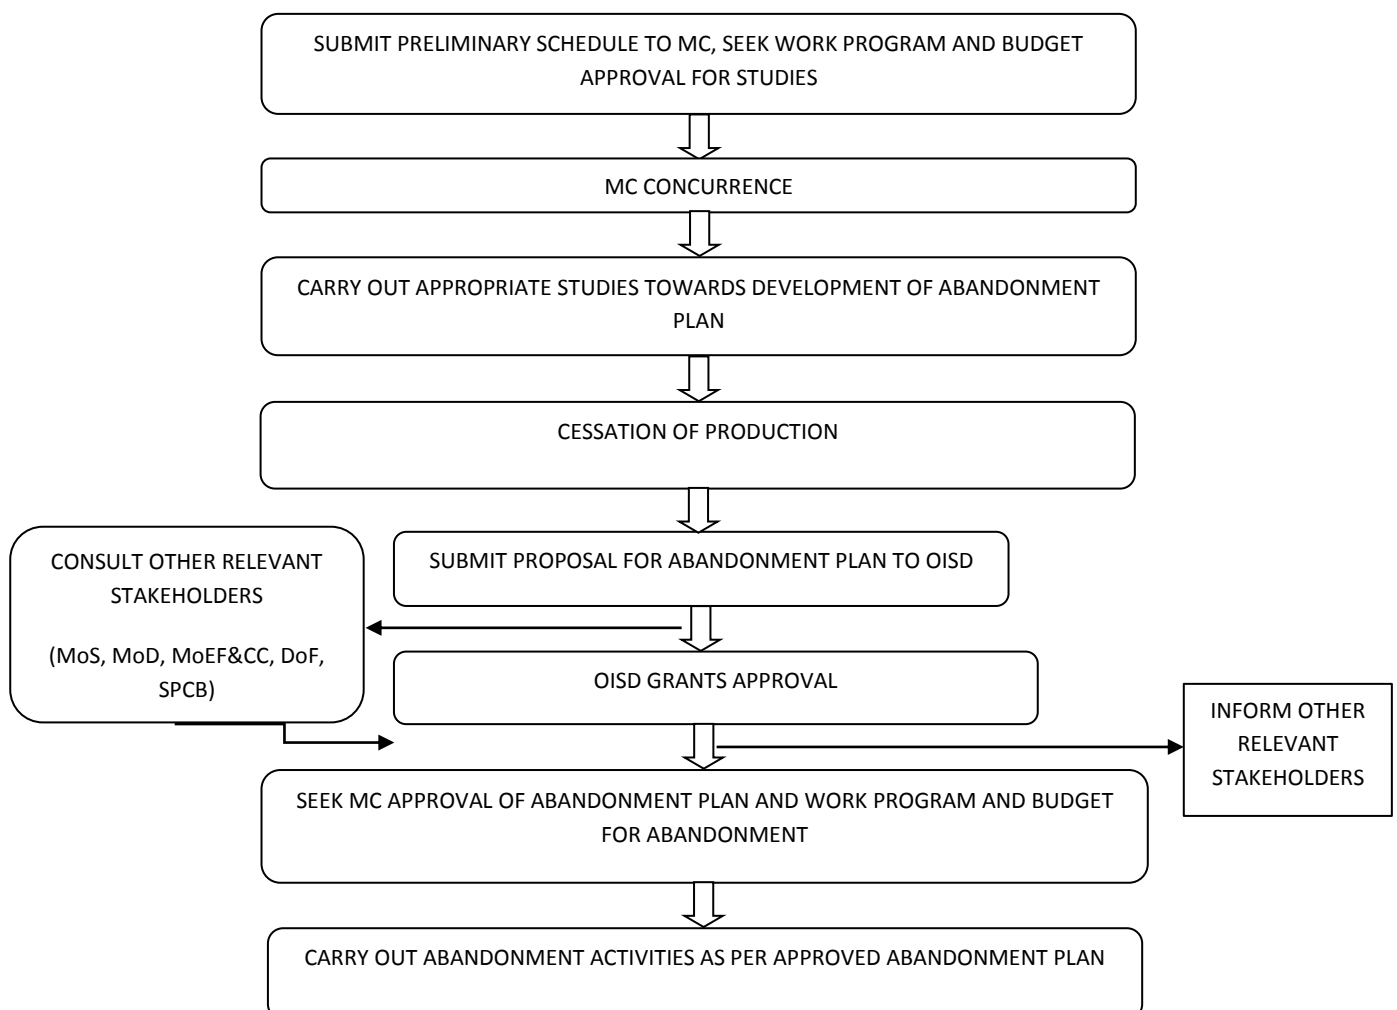 SUBMIT PRELIMINARY SCHEDULE TO MC, SEEK WORK PROGRAM AND BUDGET
APPROVAL FOR STUDIES
MC CONCURRENCE
CARRY OUT APPROPRIATE STUDIES TOWARDS DEVELOPMENT OF ABANDONMENT
PLAN
CESSATION OF PRODUCTION
SUBMIT PROPOSAL FOR ABANDONMENT PLAN TO OISD
CONSULT OTHER RELEVANT
STAKEHOLDERS
(MoS, MoD, MoEF&CC, DoF,
SPCB)
OISD GRANTS APPROVAL
INFORM OTHER
RELEVANT
STAKEHOLDERS
SEEK MC APPROVAL OF ABANDONMENT PLAN AND WORK PROGRAM AND BUDGET
FOR ABANDONMENT
CARRY OUT ABANDONMENT ACTIVITIES AS PER APPROVED ABANDONMENT PLAN